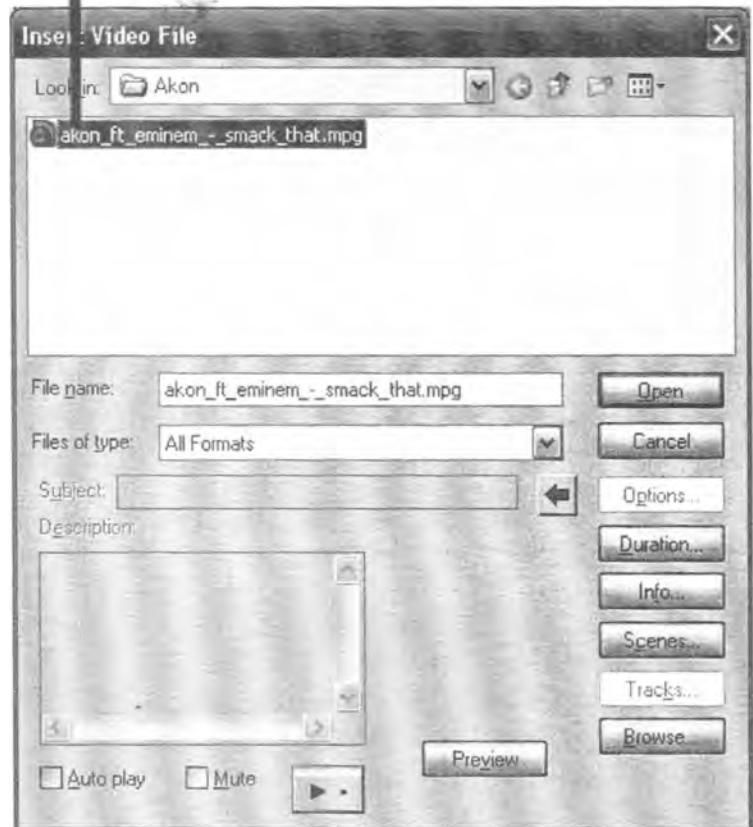 Insert Video File
Look in: Akon
akon_ft_eminem_-_smack_that.mpg
File name: akon_ft_eminem_-_smack_that.mpg Open
Files of type: All Formats Cancel
Subject: Options...
Description:
Duration...
Info...
Scenes...
Tracks...
Browse...
Preview
Auto play Mute